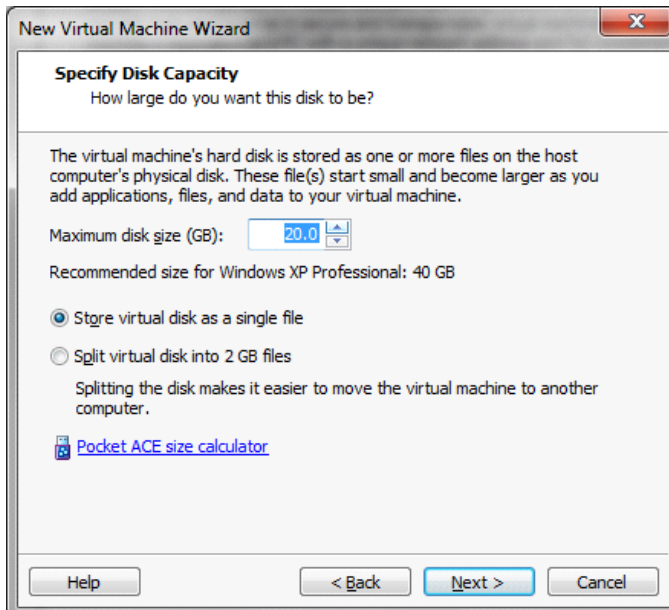 New Virtual Machine Wizard
Specify Disk Capacity
How large do you want this disk to be?
The virtual machine's hard disk is stored as one or more files on the host
computer's physical disk. These file(s) start small and become larger as you
add applications, files, and data to your virtual machine.
Maximum disk size (GB): 20.0
Recommended size for Windows XP Professional: 40 GB
Store virtual disk as a single file
Split virtual disk into 2 GB files
Splitting the disk makes it easier to move the virtual machine to another
computer.
Pocket ACE size calculator
Help < Back Next > Cancel